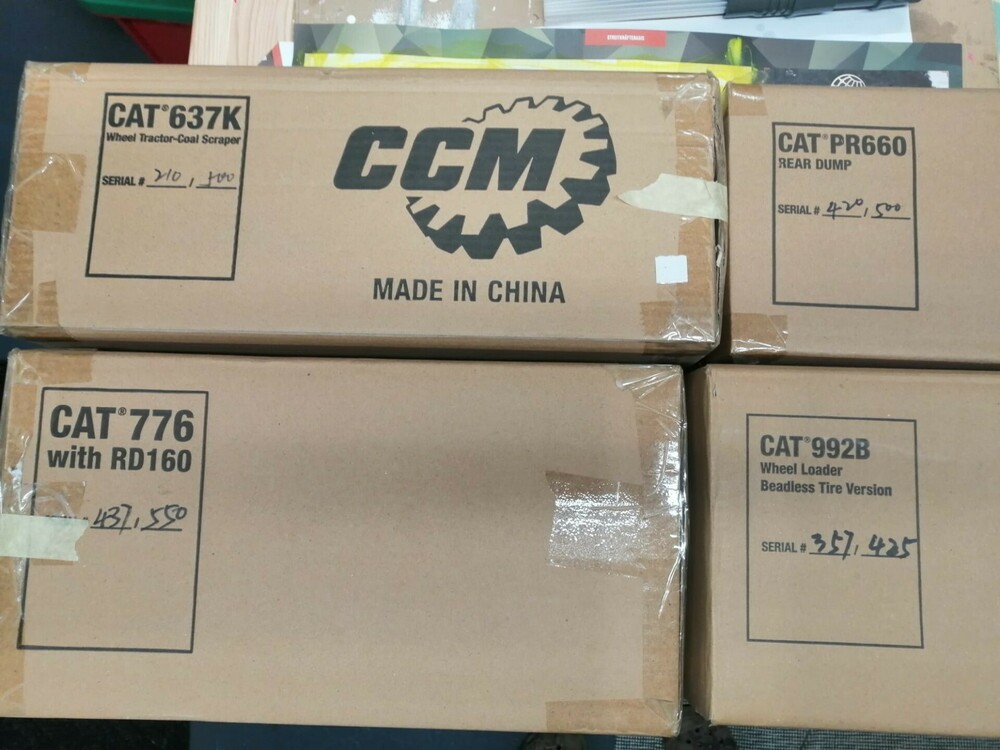 CAT®637K
Wheel Tractor-Coal Scraper
SERIAL # 210,
CCM
MADE IN CHINA
CAT®PR660
REAR DUMP
SERIAL # 420, 500
CAT®776
with RD160
437, 550
CAT®992B
Wheel Loader
Beadless Tire Version
SERIAL # 357, 425